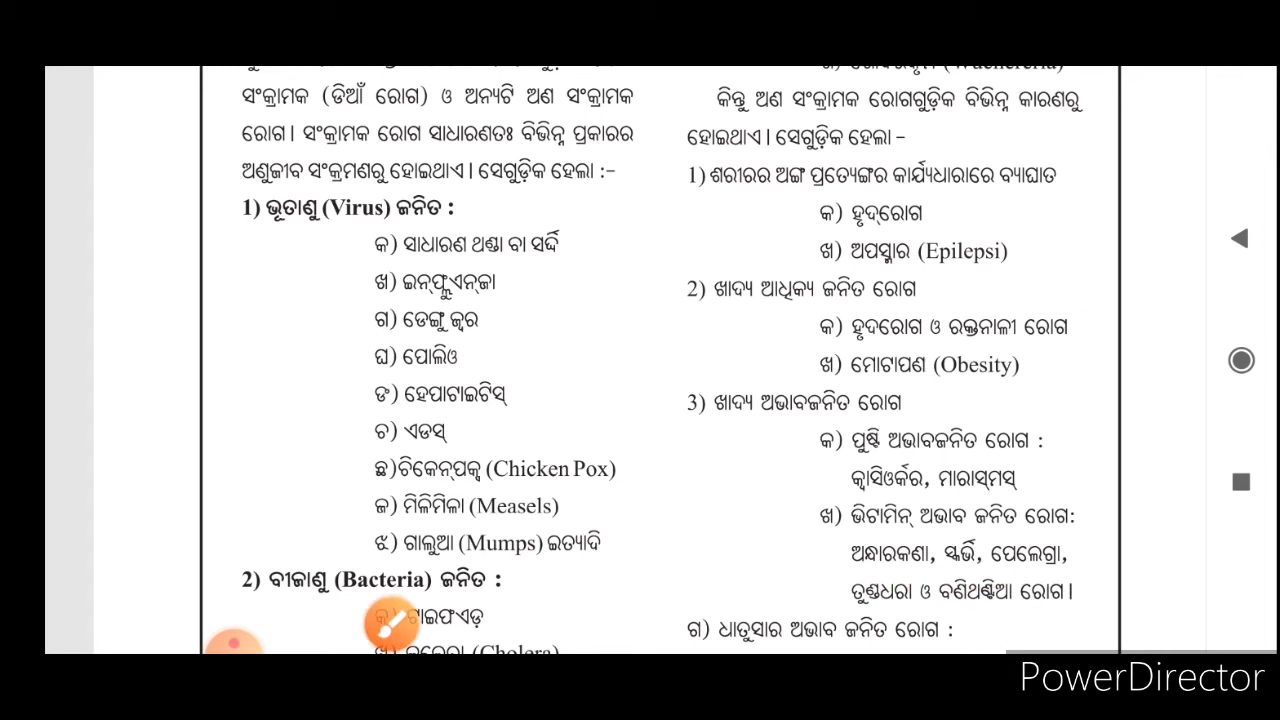 ସଂକ୍ରାମକ (ଡିଆଁ ରୋଗ) ଓ ଅନ୍ୟଟି ଅଣ ସଂକ୍ରାମକ
ରୋଗ। ସଂକ୍ରାମକ ରୋଗ ସାଧାରଣତଃ ବିଭିନ୍ନ ପ୍ରକାରର
ଅଣୁଜୀବ ସଂକ୍ରମଣରୁ ହୋଇଥାଏ। ସେଗୁଡ଼ିକ ହେଲା :-
1) ଭୂତାଣୁ (Virus) ଜନିତ :
କ) ସାଧାରଣ ଥଣ୍ଡା ବା ସର୍ଦ୍ଦି
ଖ) ଇନ୍‌ଫ୍ଲୁଏନ୍‌ଜା
ଗ) ଡେଙ୍ଗୁ ଜ୍ୱର
ଘ) ପୋଲିଓ
ଙ) ହେପାଟାଇଟିସ୍
ଚ) ଏଡସ୍
ଛ)ଚିକେନ୍‌ପକ୍ସ (Chicken Pox)
ଜ) ମିଳିମିଳା (Measels)
ଝ) ଗାଲୁଆ (Mumps) ଇତ୍ୟାଦି
2) ବୀଜାଣୁ (Bacteria) ଜନିତ :
କ) ଟାଇଫଏଡ଼
(Cholera)
(Wuchereria)
କିନ୍ତୁ ଅଣ ସଂକ୍ରାମକ ରୋଗଗୁଡ଼ିକ ବିଭିନ୍ନ କାରଣରୁ
ହୋଇଥାଏ। ସେଗୁଡ଼ିକ ହେଲା -
1) ଶରୀରର ଅଙ୍ଗ ପ୍ରତ୍ୟେଙ୍ଗର କାର୍ଯ୍ୟଧାରାରେ ବ୍ୟାଘାତ
କ) ହୃଦ୍‌ରୋଗ
ଖ) ଅପସ୍ମାର (Epilepsi)
2) ଖାଦ୍ୟ ଆଧିକ୍ୟ ଜନିତ ରୋଗ
କ) ହୃଦରୋଗ ଓ ରକ୍ତନାଳୀ ରୋଗ
ଖ) ମୋଟାପଣ (Obesity)
3) ଖାଦ୍ୟ ଅଭାବଜନିତ ରୋଗ
କ) ପୁଷ୍ଟି ଅଭାବଜନିତ ରୋଗ :
କ୍ୱାସିଓର୍କର, ମାରାସ୍‌ମସ୍
ଖ) ଭିଟାମିନ୍ ଅଭାବ ଜନିତ ରୋଗ:
ଅନ୍ଧାରକଣା, ସ୍କର୍ଭି, ପେଲେଗ୍ରା,
ତୁଣ୍ଡଧରା ଓ ବଣିଥଣ୍ଟିଆ ରୋଗ।
ଗ) ଧାତୁସାର ଅଭାବ ଜନିତ ରୋଗ :
PowerDirector